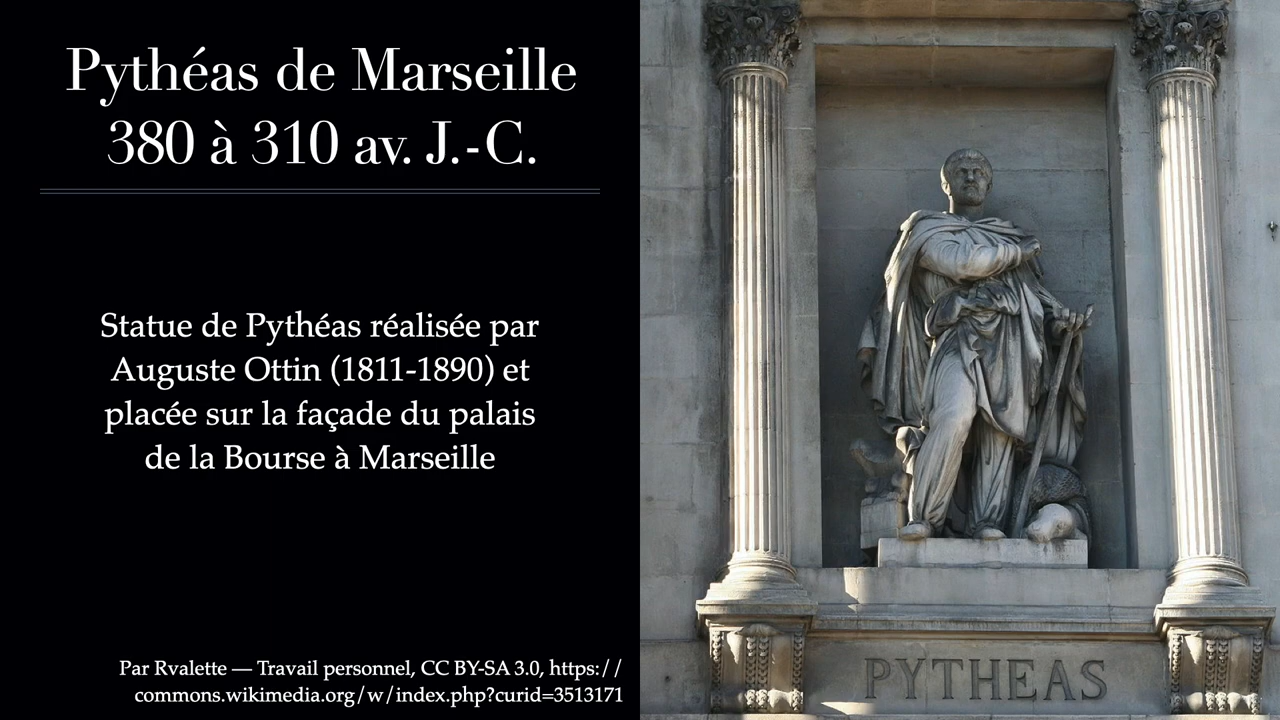 Pythéas de Marseille
380 à 310 av. J.-C.
Statue de Pythéas réalisée par
Auguste Ottin (1811-1890) et
placée sur la façade du palais
de la Bourse à Marseille
Par Rvalette — Travail personnel, CC BY-SA 3.0, https://
commons.wikimedia.org/w/index.php?curid=3513171
PYTHEAS